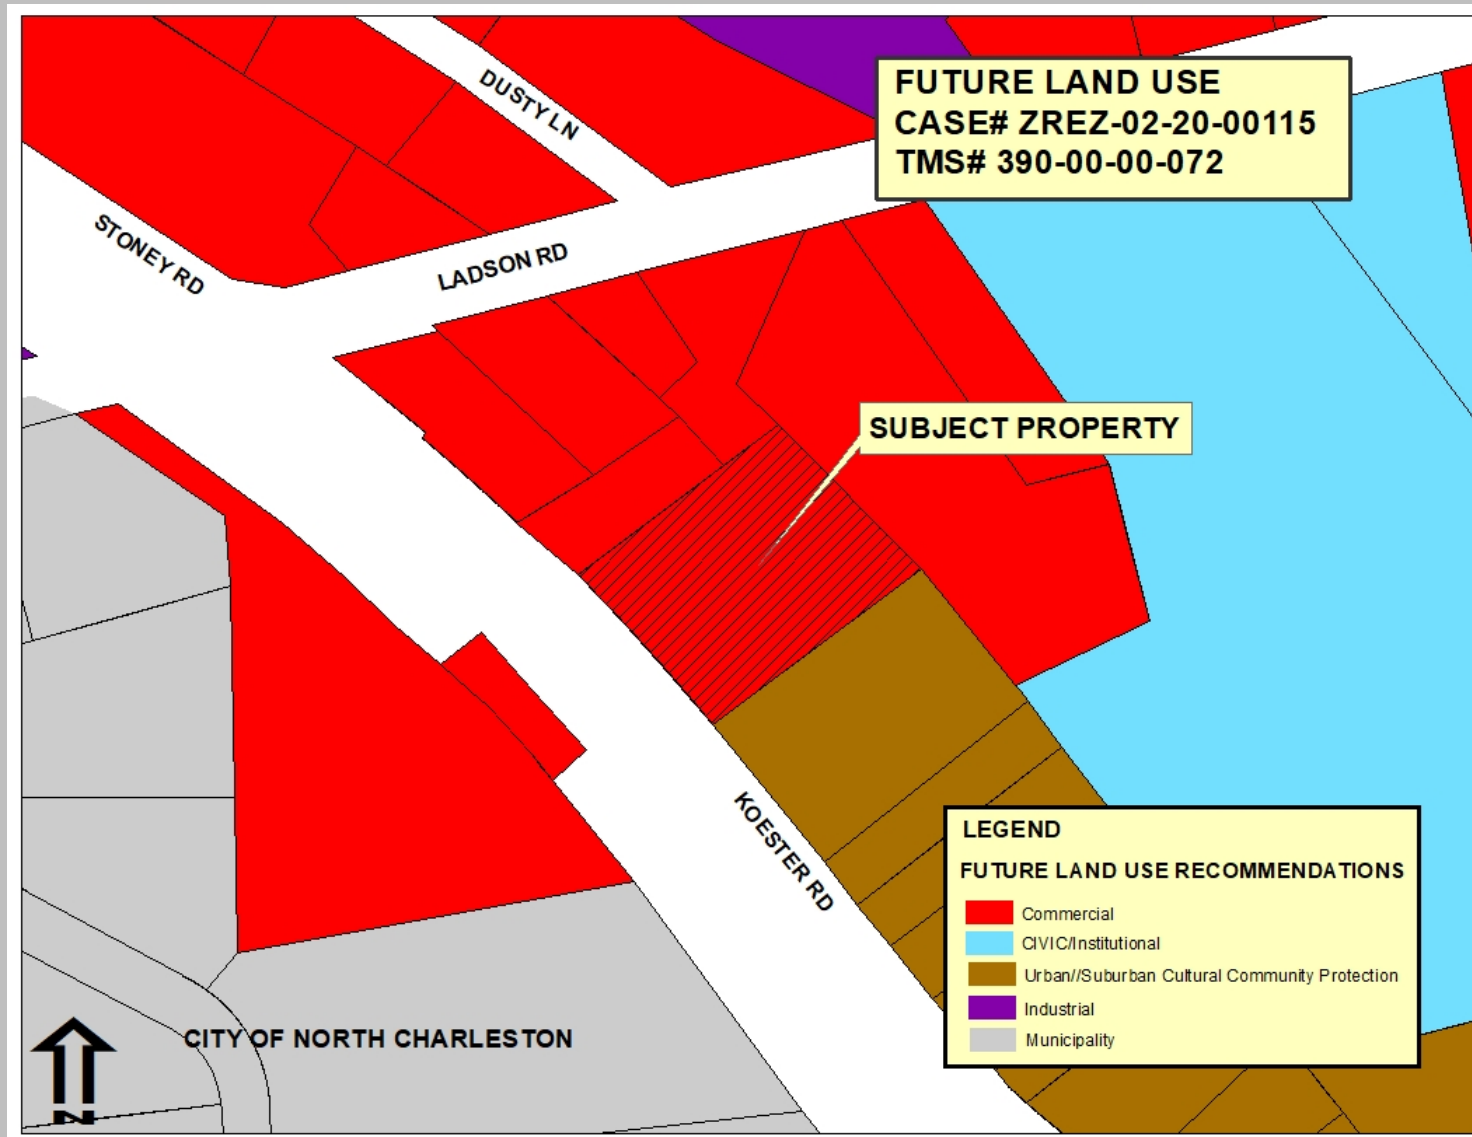 FUTURE LAND USE
CASE# ZREZ-02-20-00115
TMS# 390-00-00-072
DUSTY LN
STONEY RD
LADSON RD
SUBJECT PROPERTY
KOESTER RD
LEGEND
FUTURE LAND USE RECOMMENDATIONS
Commercial
CIVIC/Institutional
Urban//Suburban Cultural Community Protection
Industrial
Municipality
CITY OF NORTH CHARLESTON
N